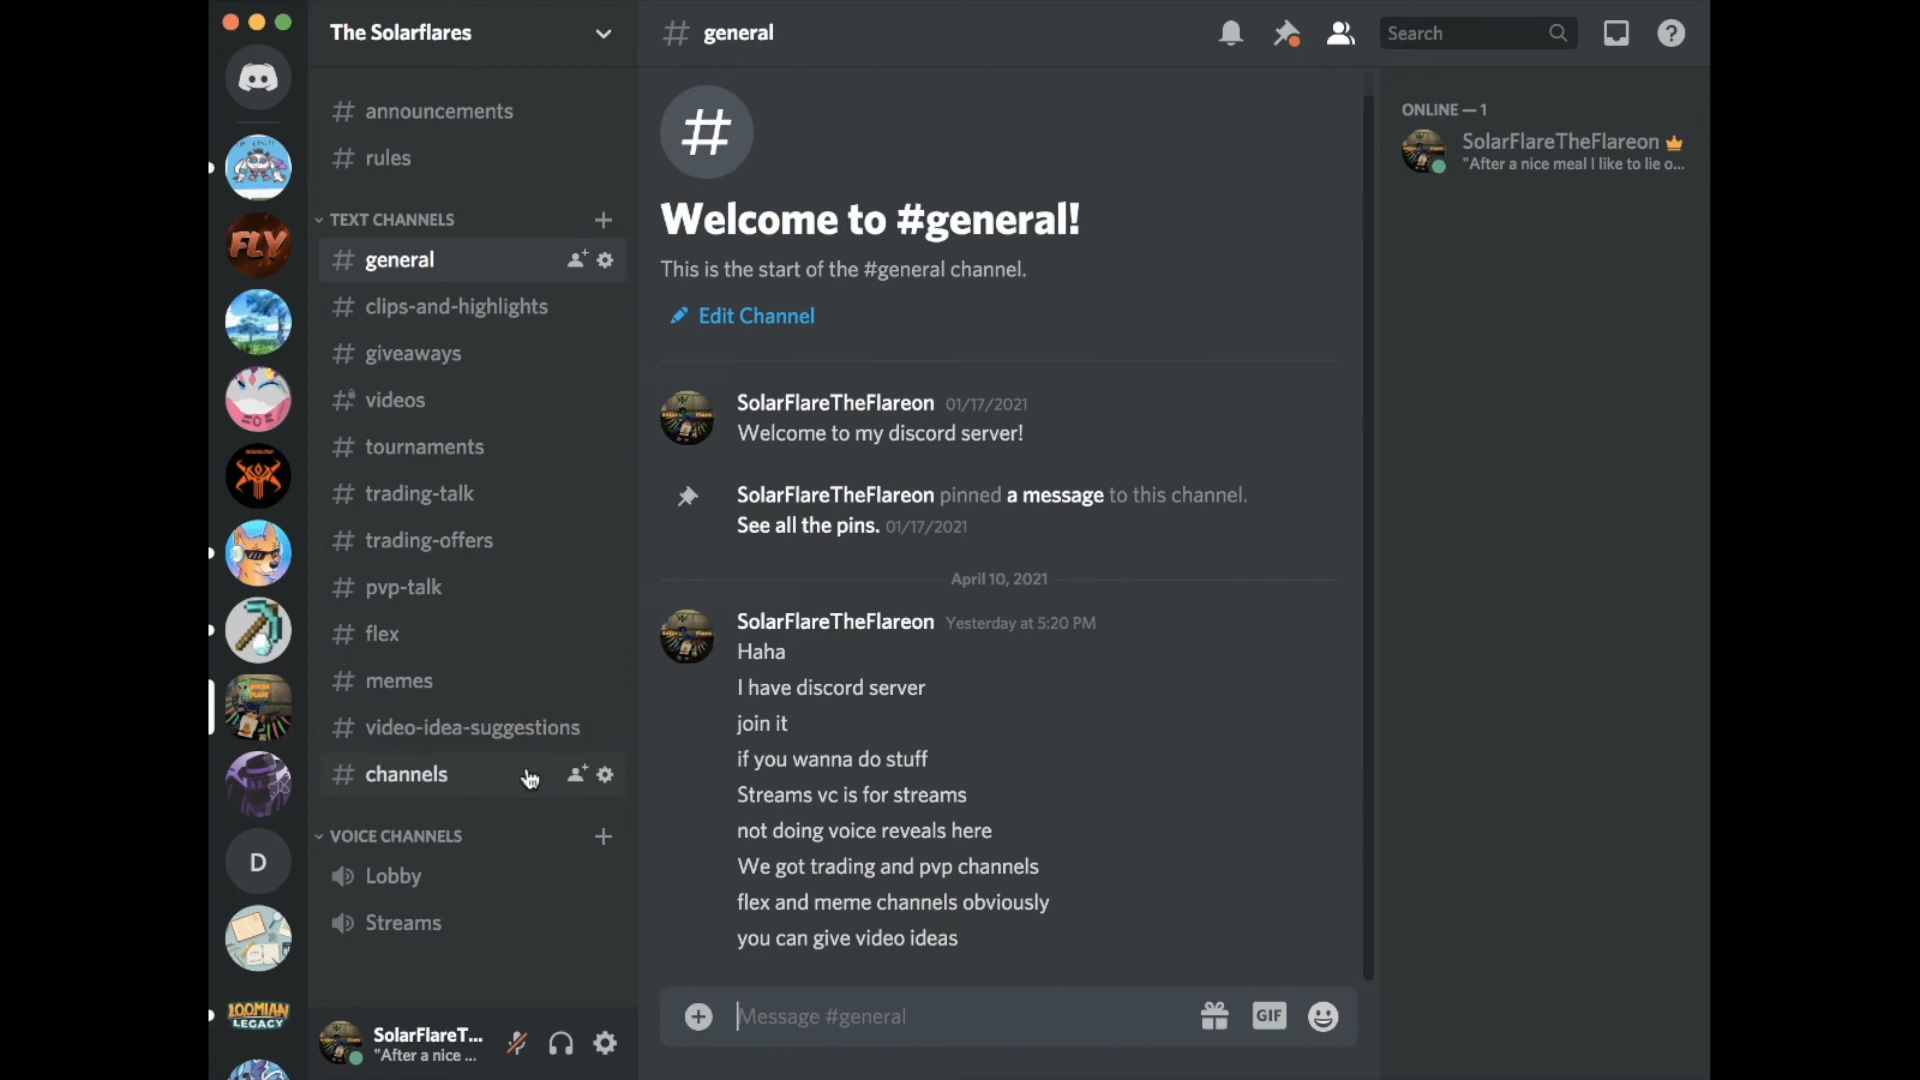 The Solarflares
announcements
rules
TEXT CHANNELS
general
clips-and-highlights
giveaways
videos
tournaments
trading-talk
trading-offers
pvp-talk
flex
memes
video-idea-suggestions
channels
VOICE CHANNELS
Lobby
Streams
SolarFlareT...
"After a nice ...
FLY
D
LOOMIAN
LEGACY
# general
Search
Welcome to #general!
This is the start of the #general channel.
Edit Channel
SolarFlareTheFlareon 01/17/2021
Welcome to my discord server!
SolarFlareTheFlareon pinned a message to this channel.
See all the pins. 01/17/2021
April 10, 2021
SolarFlareTheFlareon Yesterday at 5:20 PM
Haha
I have discord server
join it
if you wanna do stuff
Streams vc is for streams
not doing voice reveals here
We got trading and pvp channels
flex and meme channels obviously
you can give video ideas
Message #general
GIF
ONLINE — 1
SolarFlareTheFlareon
"After a nice meal I like to lie o...